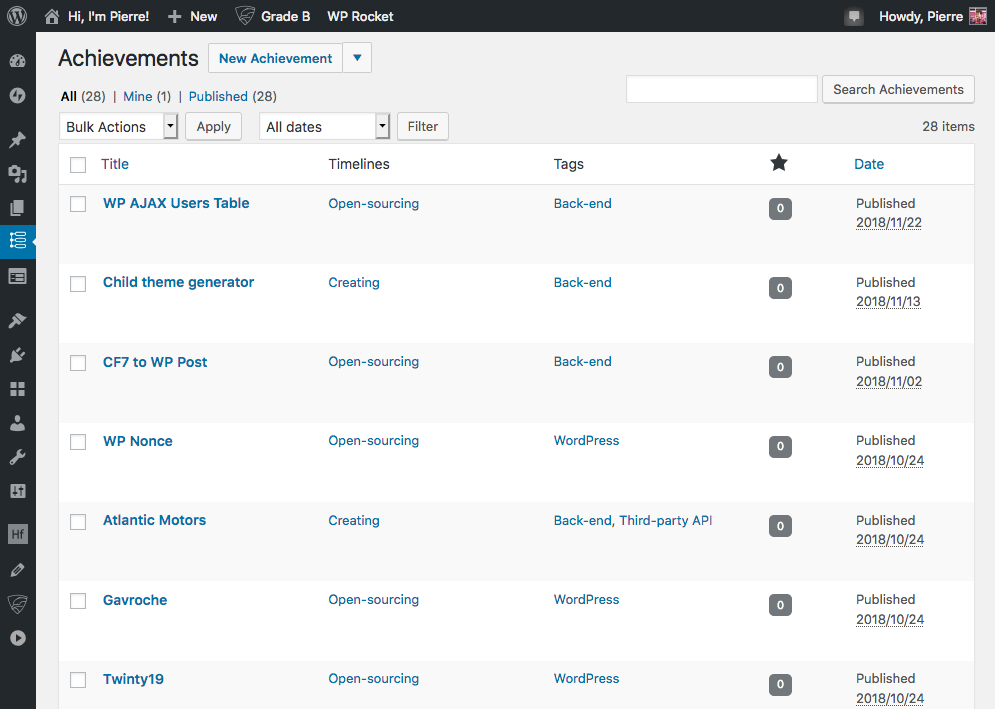 Hi, I'm Pierre! New Grade B WP Rocket Howdy, Pierre
Achievements New Achievement
All (28) | Mine (1) | Published (28)
Search Achievements
Bulk Actions Apply All dates Filter 28 items
Title Timelines Tags Date
WP AJAX Users Table Open-sourcing Back-end 0 Published
2018/11/22
Child theme generator Creating Back-end 0 Published
2018/11/13
CF7 to WP Post Open-sourcing Back-end 0 Published
2018/11/02
WP Nonce Open-sourcing WordPress 0 Published
2018/10/24
Atlantic Motors Creating Back-end, Third-party API 0 Published
2018/10/24
Hf
Gavroche Open-sourcing WordPress 0 Published
2018/10/24
Twinty19 Open-sourcing WordPress 0 Published
2018/10/24